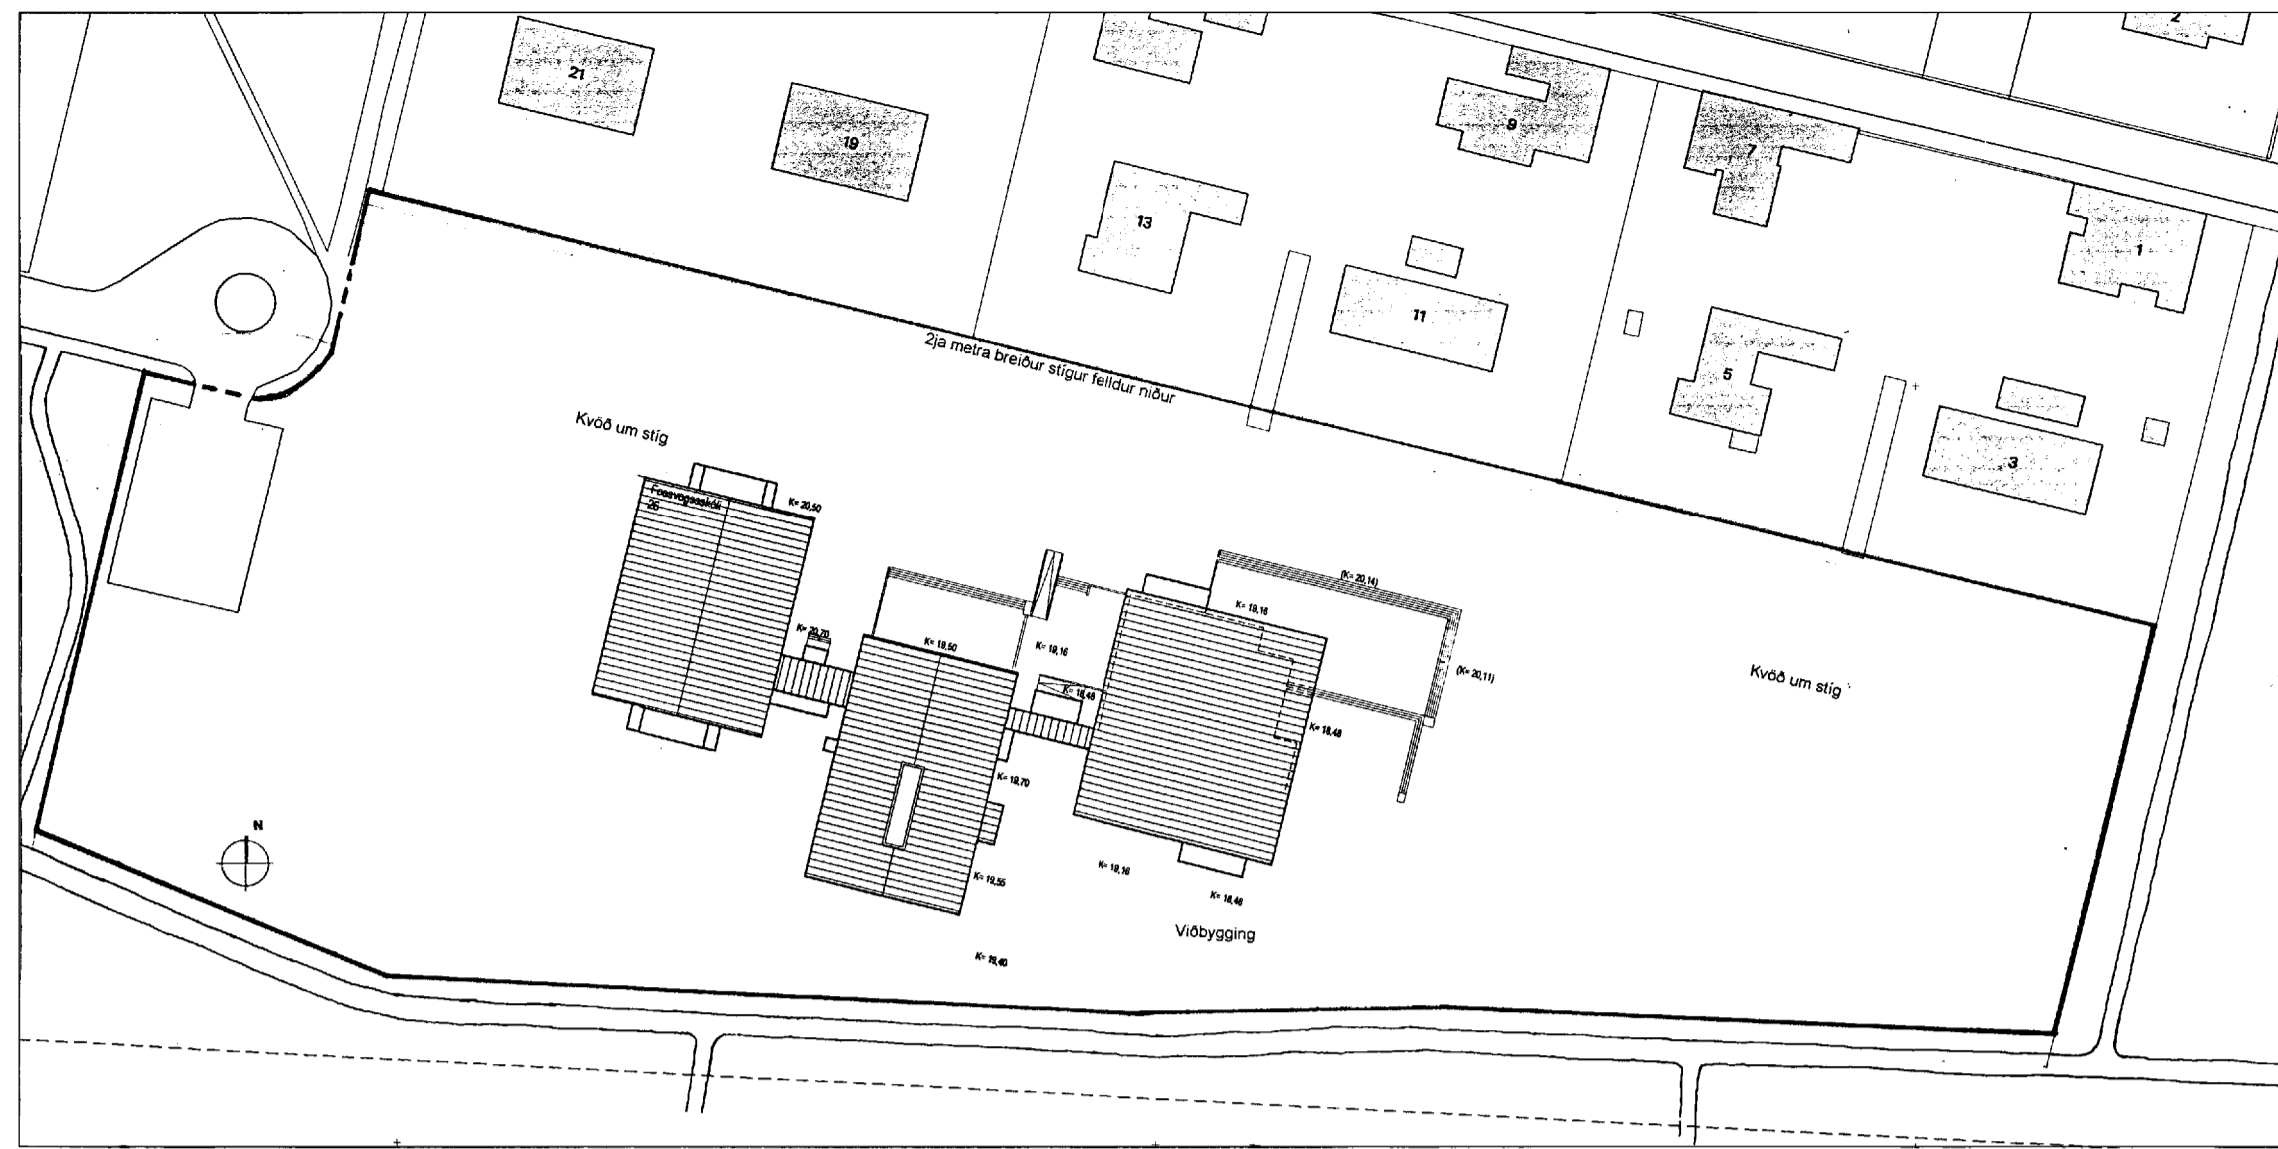 2
21
19
9
7
13
1
11
5
3
2ja metra breiður stígur felldur niður
Kvöð um stíg
Fossvogsskóli
26
K= 20,50
(K= 20,14)
K= 19,16
K= 20,70
K= 19,50
K= 19,16
(K= 20,11)
Kvöð um stíg
K= 18,48
K= 18,48
K= 19,70
N
K= 19,55
K= 19,16
K= 18,48
Viðbygging
K= 19,40